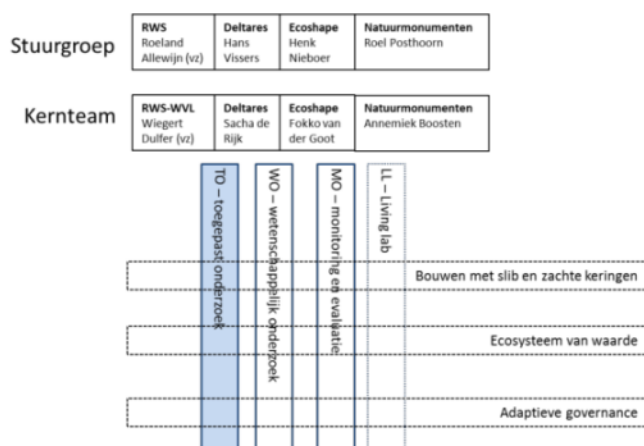 Stuurgroep
RWS
Roeland
Allewijn (vz)
Deltares
Hans
Vissers
Ecoshape
Henk
Nieboer
Natuurmonumenten
Roel Posthoorn
Kernteam
RWS-WVL
Wiegert
Dulfer (vz)
Deltares
Sacha de
Rijk
Ecoshape
Fokko van
der Goot
Natuurmonumenten
Annemiek Boosten
TO – toegepast onderzoek
WO – wetenschappelijk onderzoek
MO – monitoring en evaluatie
LL – Living lab
Bouwen met slib en zachte keringen
Ecosysteem van waarde
Adaptieve governance